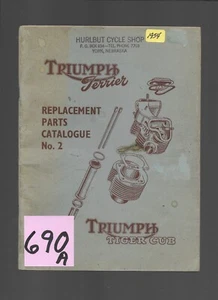 HURLBUT CYCLE SHOP
1954
TRIUMPH
Terrier
REPLACEMENT
PARTS
CATALOGUE
No. 2
690
A
TRIUMPH
TIGER CUB